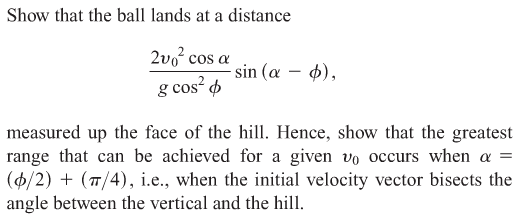 Show that the ball lands at a distance
2v₀² cos α / g cos² ϕ sin (α − ϕ),
measured up the face of the hill. Hence, show that the greatest
range that can be achieved for a given v₀ occurs when α =
(ϕ/2) + (π/4), i.e., when the initial velocity vector bisects the
angle between the vertical and the hill.